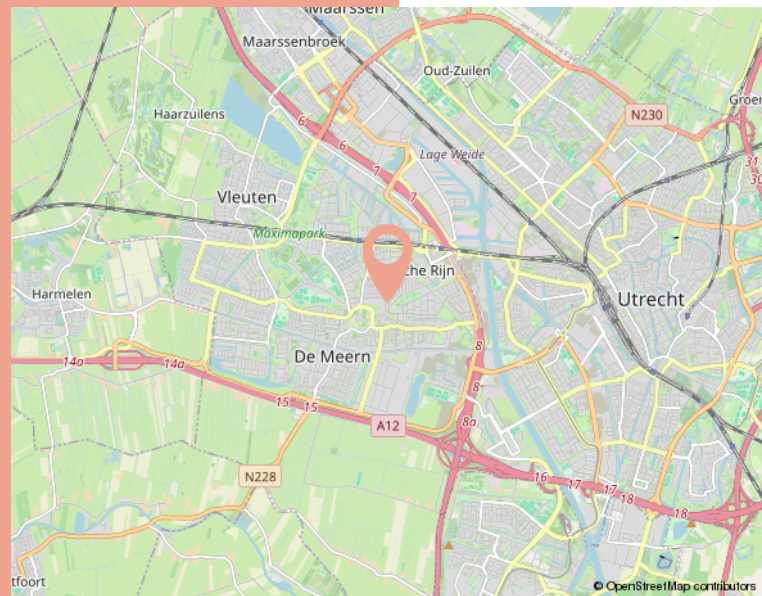 Maarssen
Maarssenbroek
Oud-Zuilen
Groen
N230
Haarzuilens
6
6
Lage Weide
7
7
31
30
Vleuten
Maximapark
che Rijn
Harmelen
Utrecht
De Meern
8
14a
14a
8
15
15
8a
A12
16
17
17
18
18
N228
tfoort
© OpenStreetMap contributors